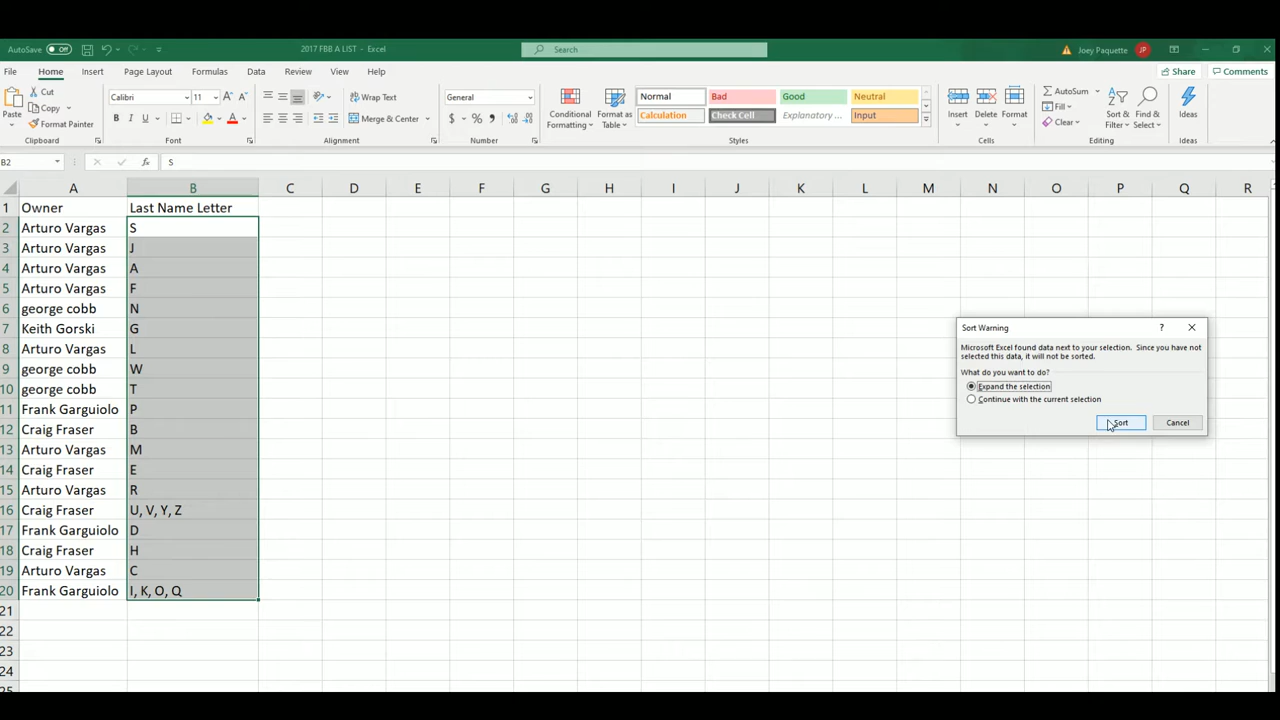 AutoSave Off 2017 FBB A LIST - Excel Search Joey Paquette JP
File Home Insert Page Layout Formulas Data Review View Help Share Comments
Paste Cut Copy Format Painter Clipboard
Calibri 11 A A B I U A Font
Wrap Text Merge & Center Alignment
General $ % , Number
Conditional Formatting Format as Table
Normal Bad Good Neutral
Calculation Check Cell Explanatory ... Input
Styles
Insert Delete Format Cells
AutoSum Fill Clear Sort & Filter Find & Select Editing
Ideas Ideas
B2 fx S
A B C D E F G H I J K L M N O P Q R
1 Owner Last Name Letter
2 Arturo Vargas S
3 Arturo Vargas J
4 Arturo Vargas A
5 Arturo Vargas F
6 george cobb N
7 Keith Gorski G
8 Arturo Vargas L
9 george cobb W
10 george cobb T
11 Frank Garguiolo P
12 Craig Fraser B
13 Arturo Vargas M
14 Craig Fraser E
15 Arturo Vargas R
16 Craig Fraser U, V, Y, Z
17 Frank Garguiolo D
18 Craig Fraser H
19 Arturo Vargas C
20 Frank Garguiolo I, K, O, Q
21
22
23
24
25
Sort Warning ?
Microsoft Excel found data next to your selection. Since you have not
selected this data, it will not be sorted.
What do you want to do?
Expand the selection
Continue with the current selection
Sort Cancel